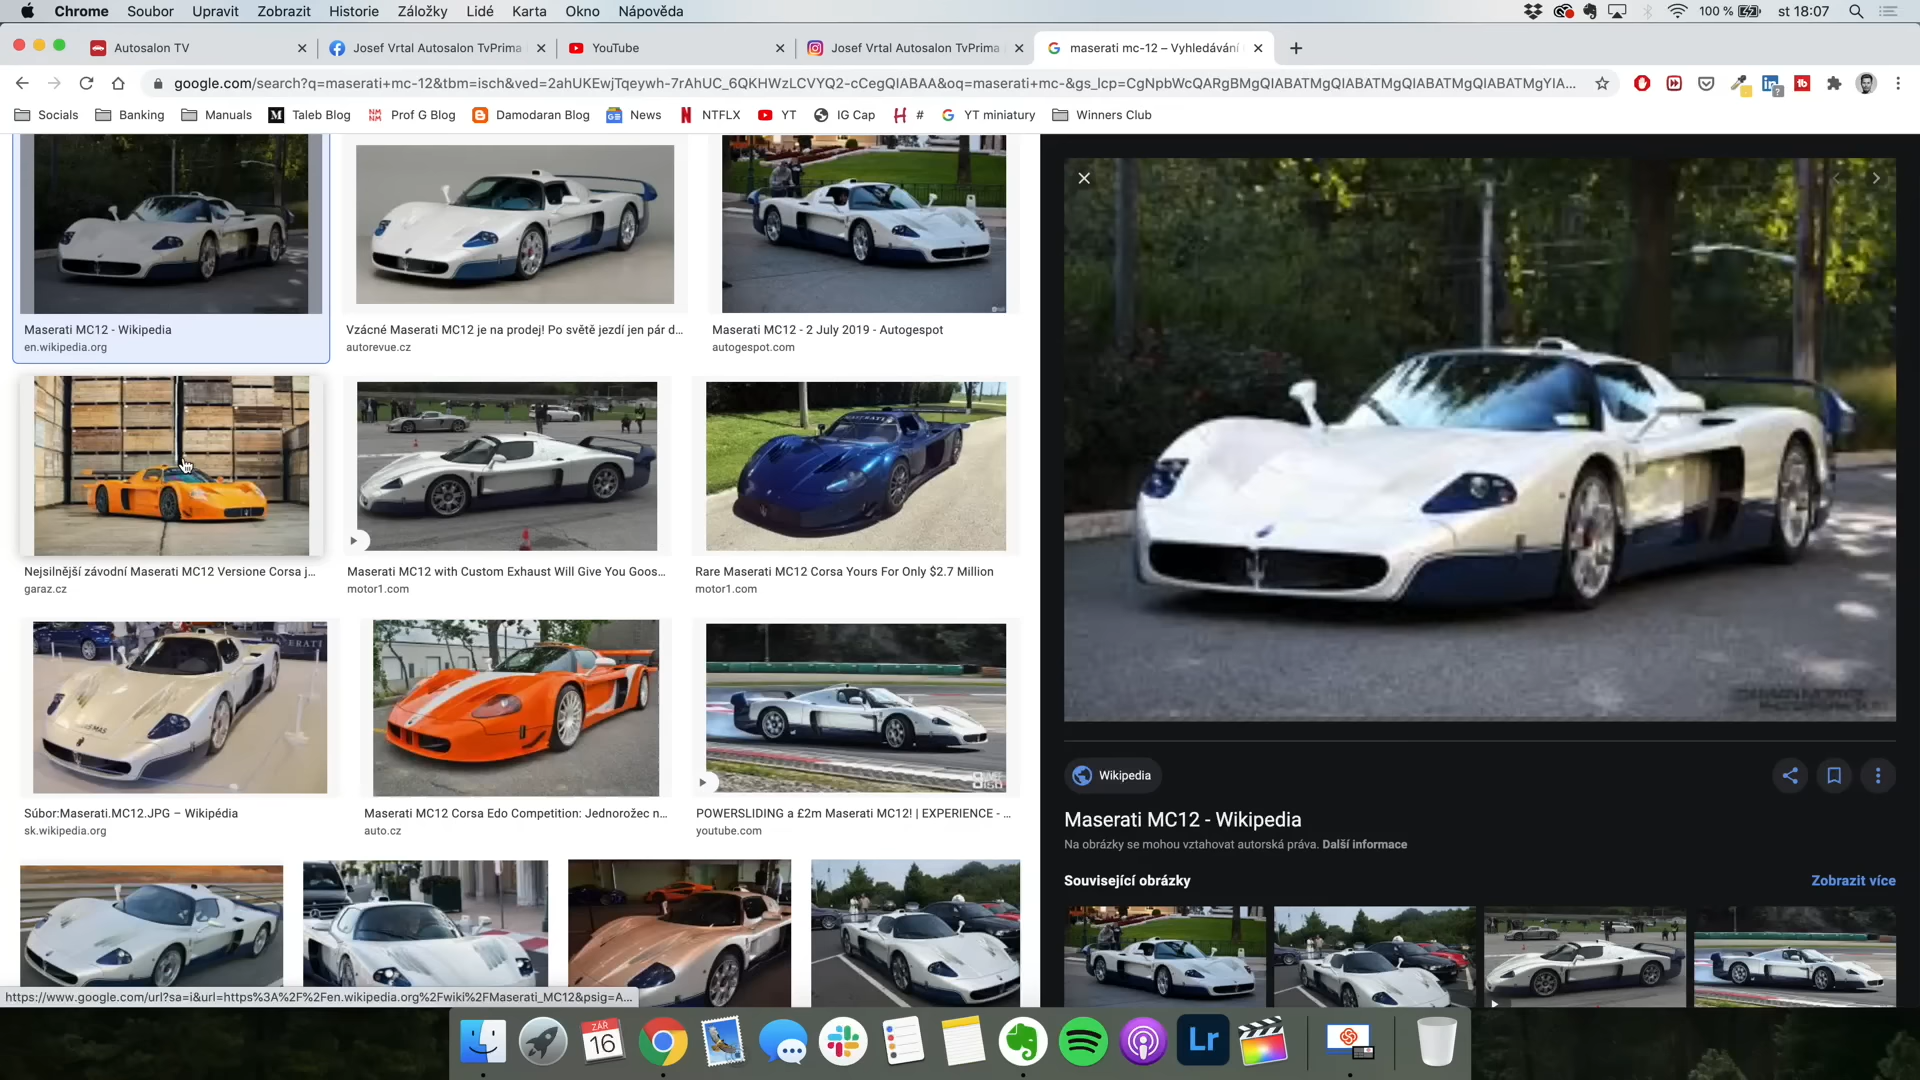 Chrome Soubor Upravit Zobrazit Historie Záložky Lidé Karta Okno Nápověda 100 % st 18:07
Autosalon TV
Josef Vrtal Autosalon TvPrima
YouTube
Josef Vrtal Autosalon TvPrima
maserati mc-12 – Vyhledávání
google.com/search?q=maserati+mc-12&tbm=isch&ved=2ahUKEwjTqeywh-7rAhUC_6QKHWzLCVYQ2-cCegQIABAA&oq=maserati+mc-&gs_lcp=CgNpbWcQARgBMgQIABATMgQIABATMgQIABATMgQIABATMgYIA...
Socials Banking Manuals Taleb Blog Prof G Blog Damodaran Blog News NTFLX YT IG Cap # YT miniatury Winners Club
Maserati MC12 - Wikipedia
en.wikipedia.org
Vzácné Maserati MC12 je na prodej! Po světě jezdí jen pár d...
autorevue.cz
Maserati MC12 - 2 July 2019 - Autogespot
autogespot.com
Nejsilnější závodní Maserati MC12 Versione Corsa j...
garaz.cz
Maserati MC12 with Custom Exhaust Will Give You Goos...
motor1.com
MASERATI
Rare Maserati MC12 Corsa Yours For Only $2.7 Million
motor1.com
ERATI
Súbor:Maserati.MC12.JPG – Wikipédia
sk.wikipedia.org
Maserati MC12 Corsa Edo Competition: Jednorožec n...
auto.cz
POWERSLIDING a £2m Maserati MC12! | EXPERIENCE - ...
youtube.com
https://www.google.com/url?sa=i&url=https%3A%2F%2Fen.wikipedia.org%2Fwiki%2FMaserati_MC12&psig=A...
Wikipedia
Maserati MC12 - Wikipedia
Na obrázky se mohou vztahovat autorská práva. Další informace
Související obrázky
Zobrazit více
ZÁŘ
16
Lr